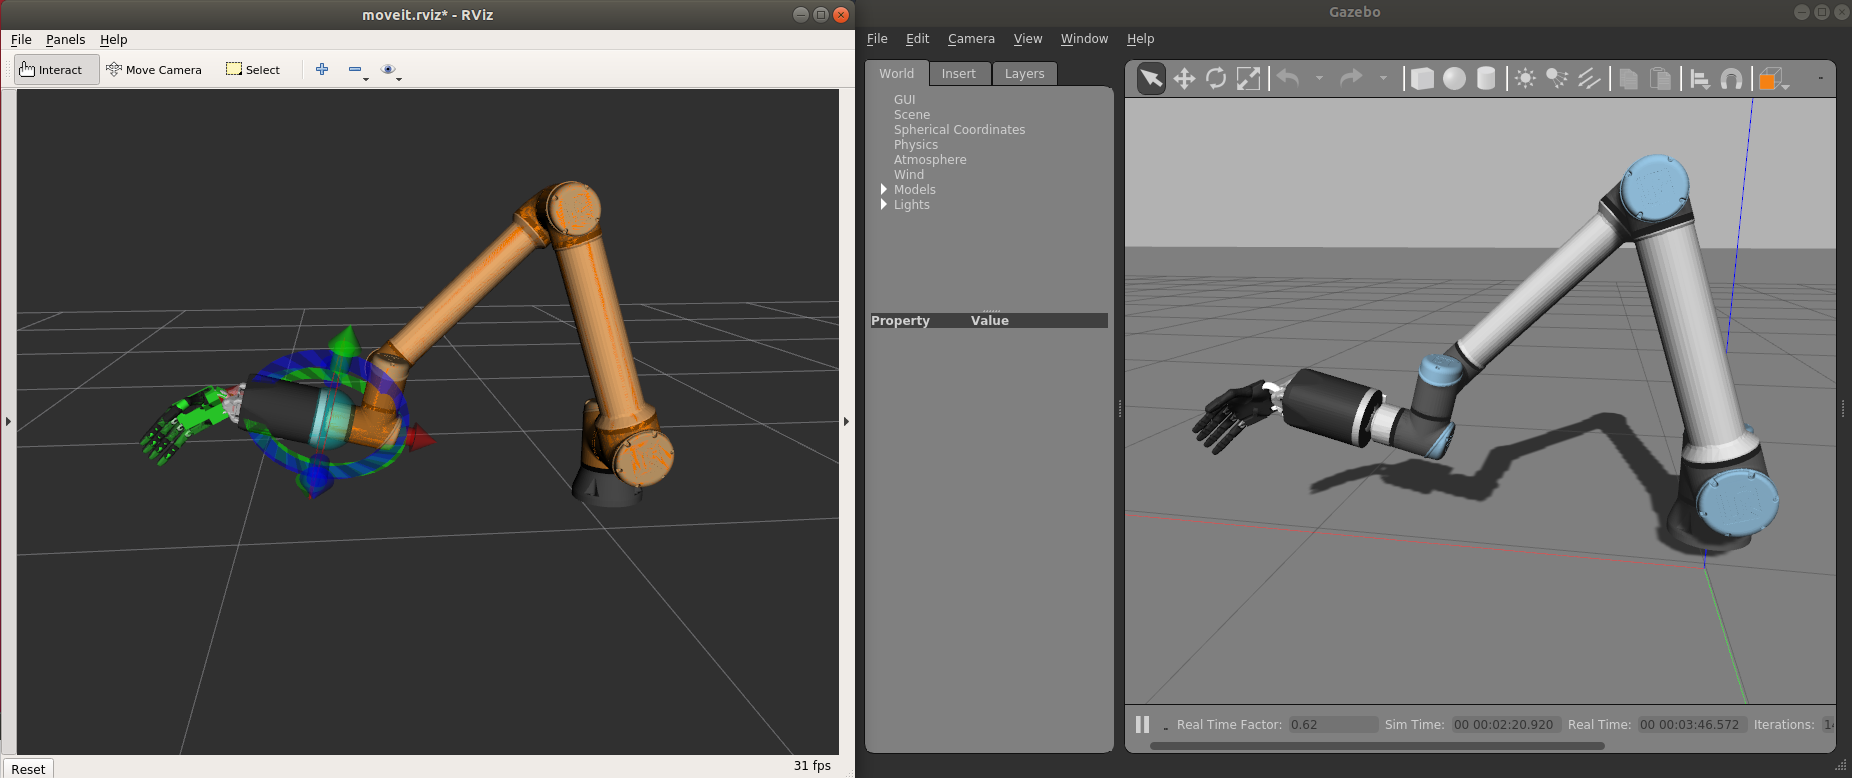 moveit.rviz* - RViz
File Panels Help
Interact Move Camera Select
Reset
31 fps
Gazebo
File Edit Camera View Window Help
World Insert Layers
GUI
Scene
Spherical Coordinates
Physics
Atmosphere
Wind
Models
Lights
Property Value
Real Time Factor: 0.62 Sim Time: 00 00:02:20.920 Real Time: 00 00:03:46.572 Iterations: